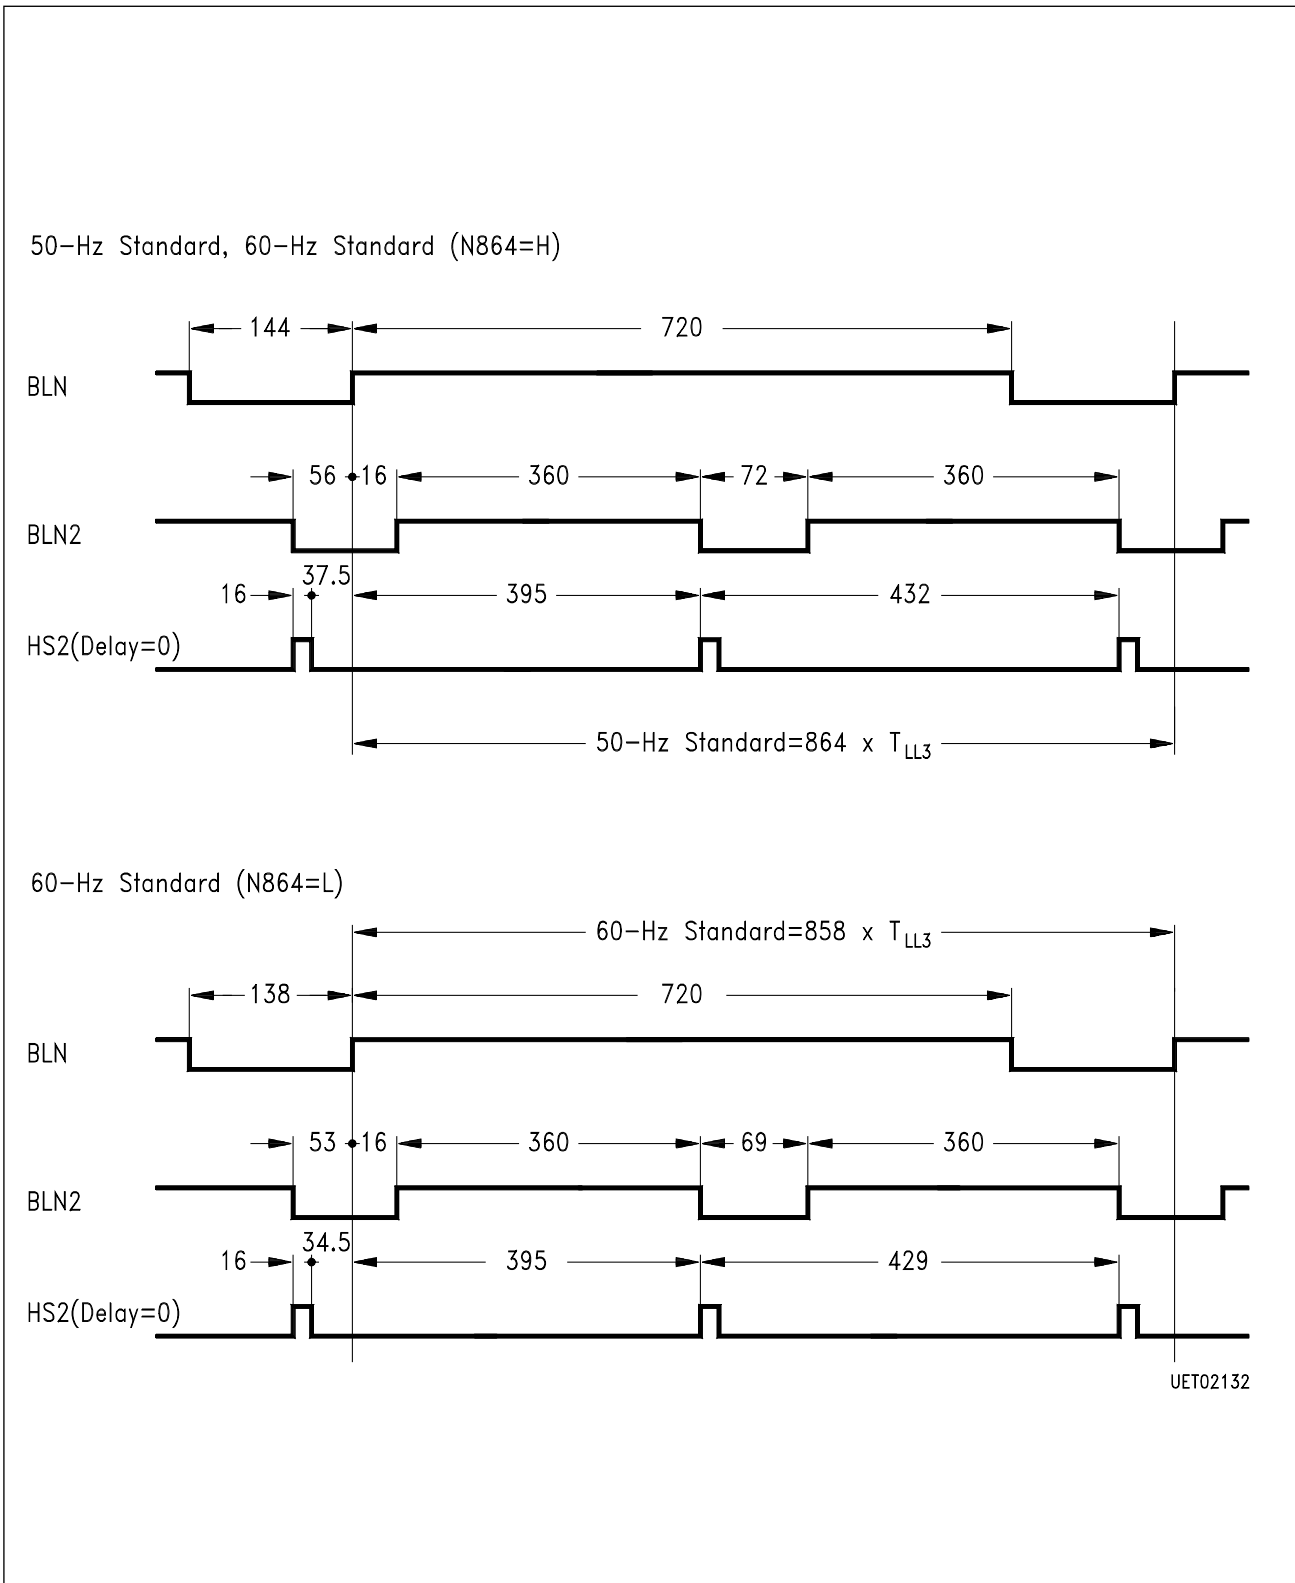 50-Hz Standard, 60-Hz Standard (N864=H)
144 720
BLN
56 16 360 72 360
BLN2
37.5
16 395 432
HS2(Delay=0)
50-Hz Standard=864 x TLL3
60-Hz Standard (N864=L)
60-Hz Standard=858 x TLL3
138 720
BLN
53 16 360 69 360
BLN2
34.5
16 395 429
HS2(Delay=0)
UET02132